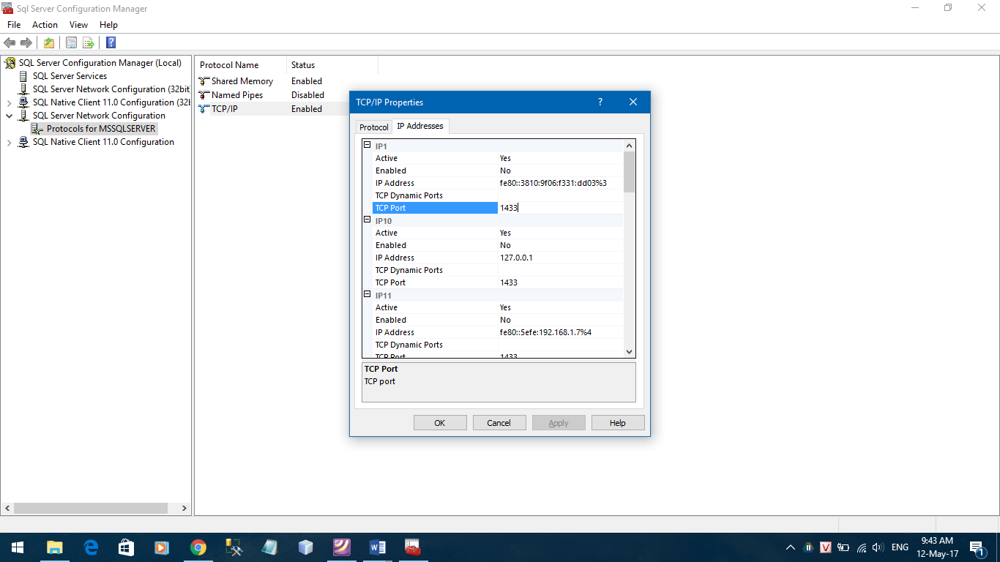 Sql Server Configuration Manager
File Action View Help
SQL Server Configuration Manager (Local)
SQL Server Services
SQL Server Network Configuration (32bit
SQL Native Client 11.0 Configuration (32b
SQL Server Network Configuration
Protocols for MSSQLSERVER
SQL Native Client 11.0 Configuration
Protocol Name Status
Shared Memory Enabled
Named Pipes Disabled
TCP/IP Enabled
TCP/IP Properties
Protocol IP Addresses
IP1
Active Yes
Enabled No
IP Address fe80::3810:9f06:f331:dd03%3
TCP Dynamic Ports
TCP Port 1433
IP10
Active Yes
Enabled No
IP Address 127.0.0.1
TCP Dynamic Ports
TCP Port 1433
IP11
Active Yes
Enabled No
IP Address fe80::5efe:192.168.1.7%4
TCP Dynamic Ports
TCP Port 1433
TCP Port
TCP port
OK Cancel Apply Help
ENG
9:43 AM
12-May-17
1